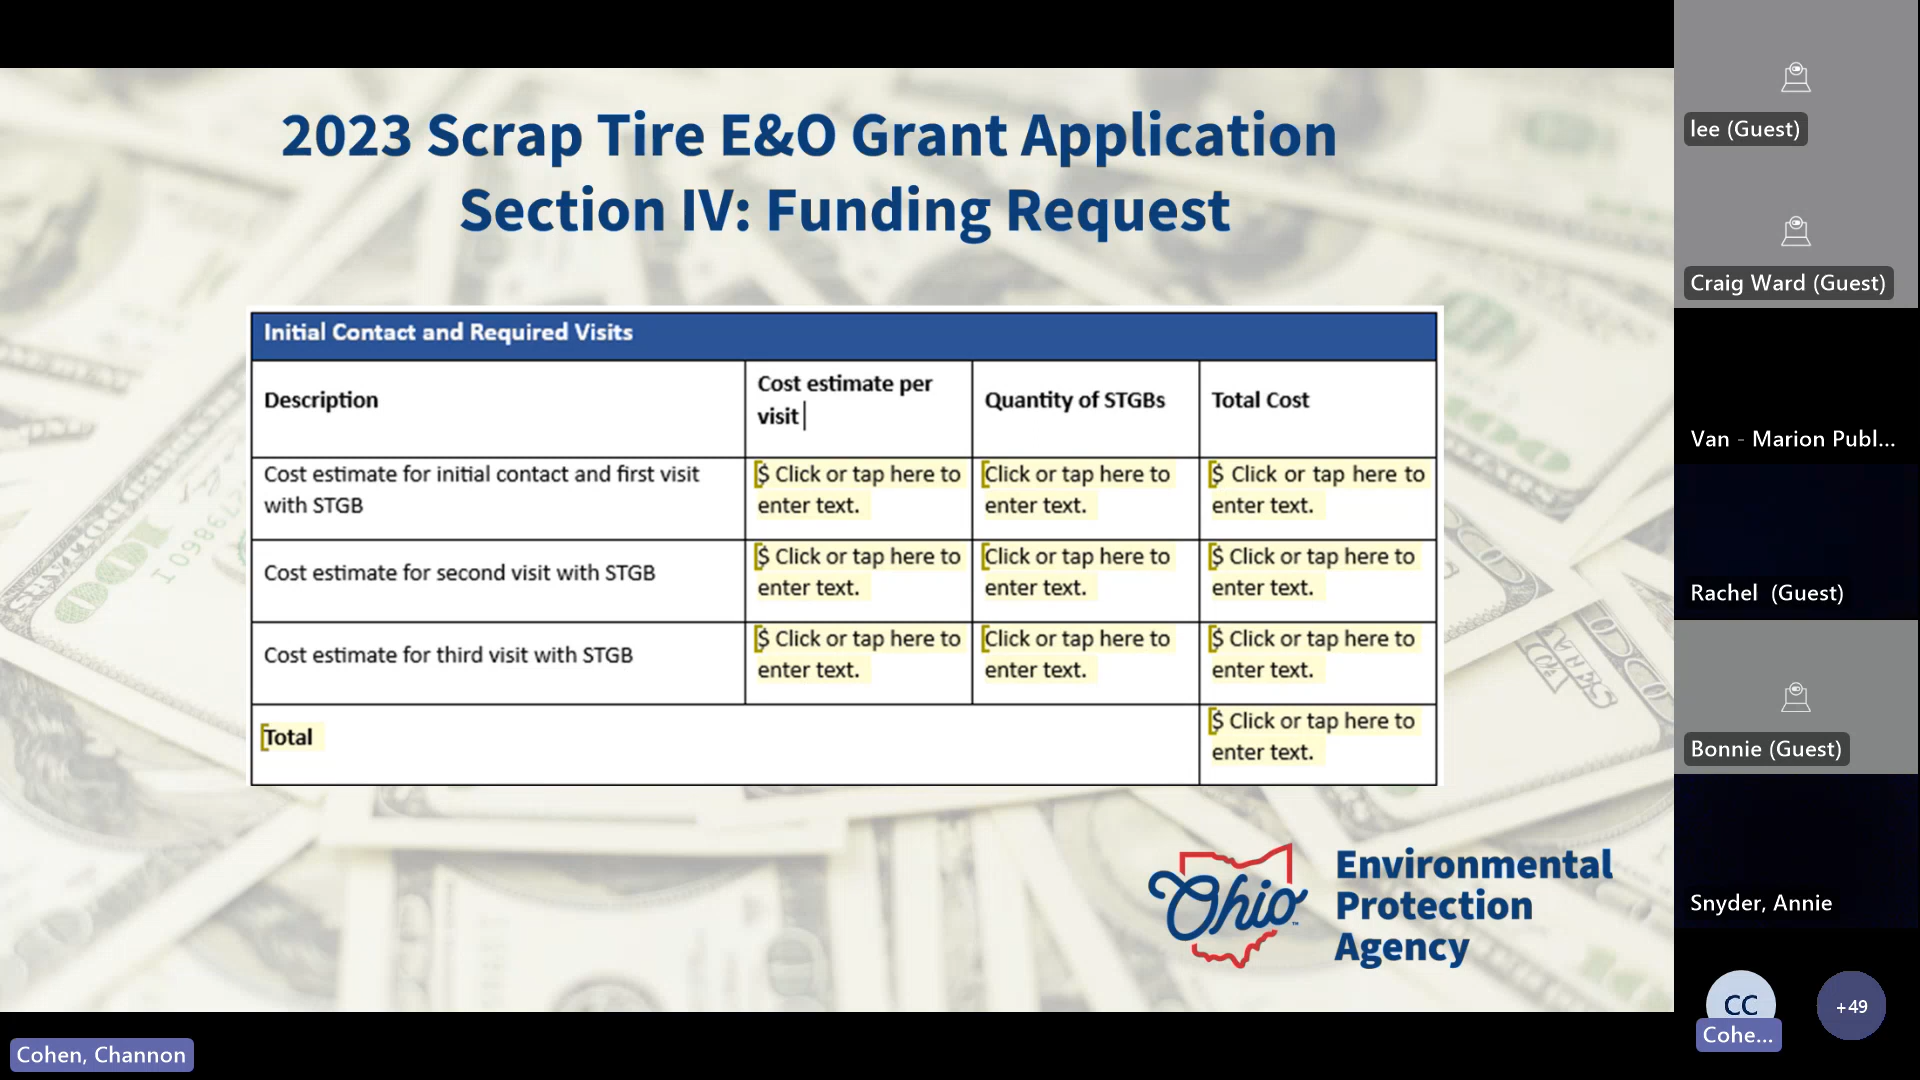 2023 Scrap Tire E&O Grant Application
Section IV: Funding Request
Initial Contact and Required Visits
Description
Cost estimate per
visit
Quantity of STGBs
Total Cost
Cost estimate for initial contact and first visit
with STGB
$ Click or tap here to
enter text.
Click or tap here to
enter text.
$ Click or tap here to
enter text.
Cost estimate for second visit with STGB
$ Click or tap here to
enter text.
Click or tap here to
enter text.
$ Click or tap here to
enter text.
Cost estimate for third visit with STGB
$ Click or tap here to
enter text.
Click or tap here to
enter text.
$ Click or tap here to
enter text.
Total
$ Click or tap here to
enter text.
Ohio
Environmental
Protection
Agency
Cohen, Channon
lee (Guest)
Craig Ward (Guest)
Van - Marion Publ...
Rachel (Guest)
Bonnie (Guest)
Snyder, Annie
CC
Cohe...
+49